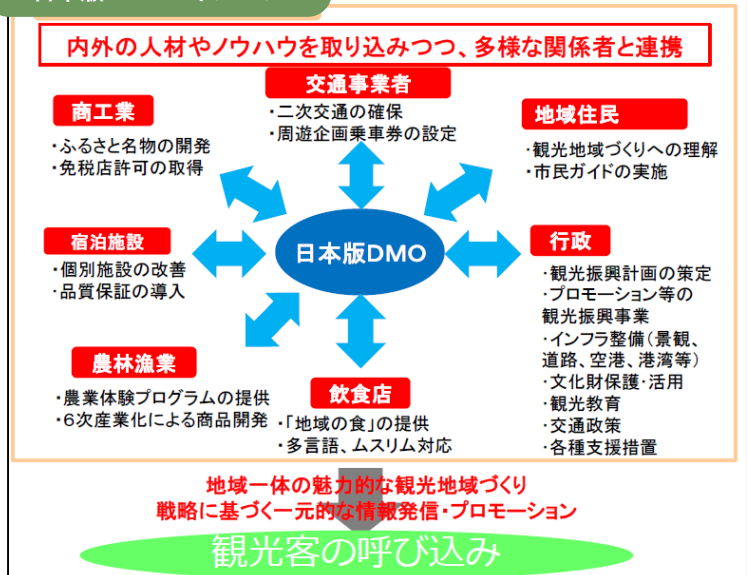 内外の人材やノウハウを取り込みつつ、多様な関係者と連携
交通事業者
・二次交通の確保
・周遊企画乗車券の設定
商工業
・ふるさと名物の開発
・免税店許可の取得
地域住民
・観光地域づくりへの理解
・市民ガイドの実施
宿泊施設
・個別施設の改善
・品質保証の導入
日本版DMO
行政
・観光振興計画の策定
・プロモーション等の
観光振興事業
・インフラ整備(景観、
道路、空港、港湾等)
・文化財保護・活用
・観光教育
・交通政策
・各種支援措置
農林漁業
・農業体験プログラムの提供
・6次産業化による商品開発
飲食店
・「地域の食」の提供
・多言語、ムスリム対応
地域一体の魅力的な観光地域づくり
戦略に基づく一元的な情報発信・プロモーション
観光客の呼び込み